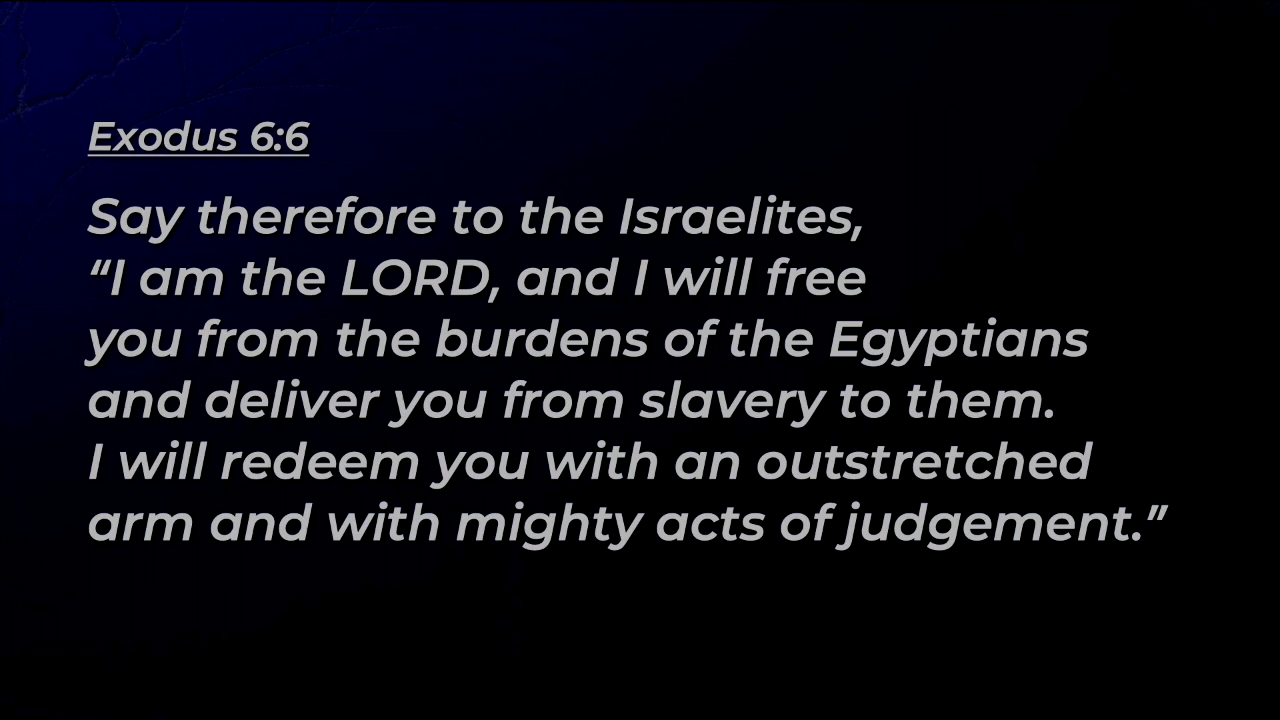 Exodus 6:6
Say therefore to the Israelites,
“I am the LORD, and I will free
you from the burdens of the Egyptians
and deliver you from slavery to them.
I will redeem you with an outstretched
arm and with mighty acts of judgement.”